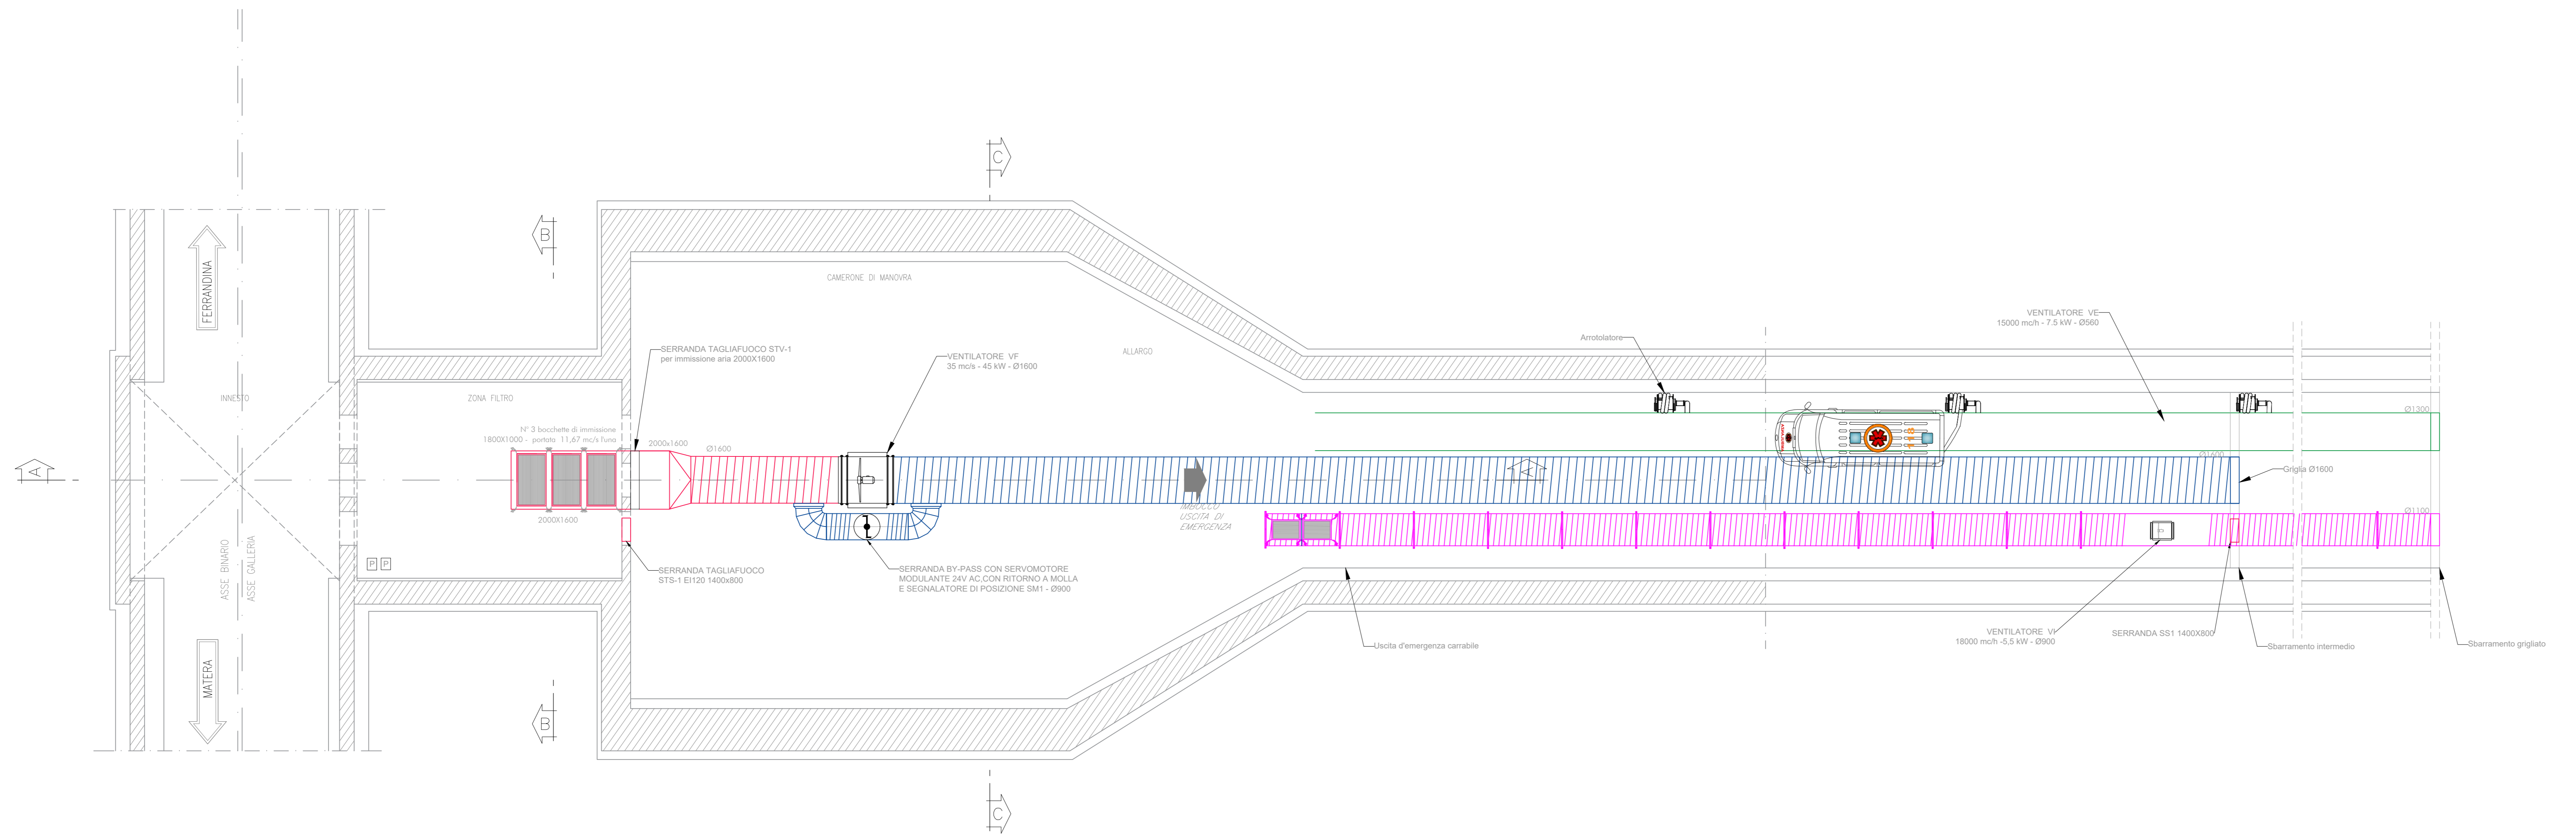 C
B
FERRANDINA
CAMERONE DI MANOVRA
VENTILATORE VE
15000 mc/h - 7.5 kW - Ø560
Arrotolatore
SERRANDA TAGLIAFUOCO STV-1
per immissione aria 2000X1600
VENTILATORE VF
35 mc/s - 45 kW - Ø1600
ALLARGO
INNESTO
ZONA FILTRO
Ø1300
N° 3 bocchette di immissione
1800X1000 - portata 11,67 mc/s l'una
2000x1600
Ø1600
118
Ø1600
A
A
Griglia Ø1600
2000X1600
IMBOCCO
USCITA DI
EMERGENZA
Ø1100
ASSE BINARIO
ASSE GALLERIA
P P
SERRANDA TAGLIAFUOCO
STS-1 EI120 1400x800
SERRANDA BY-PASS CON SERVOMOTORE
MODULANTE 24V AC,CON RITORNO A MOLLA
E SEGNALATORE DI POSIZIONE SM1 - Ø900
VENTILATORE VI
18000 mc/h -5,5 kW - Ø900
SERRANDA SS1 1400X800
Uscita d'emergenza carrabile
Sbarramento intermedio
Sbarramento grigliato
MATERA
B
C